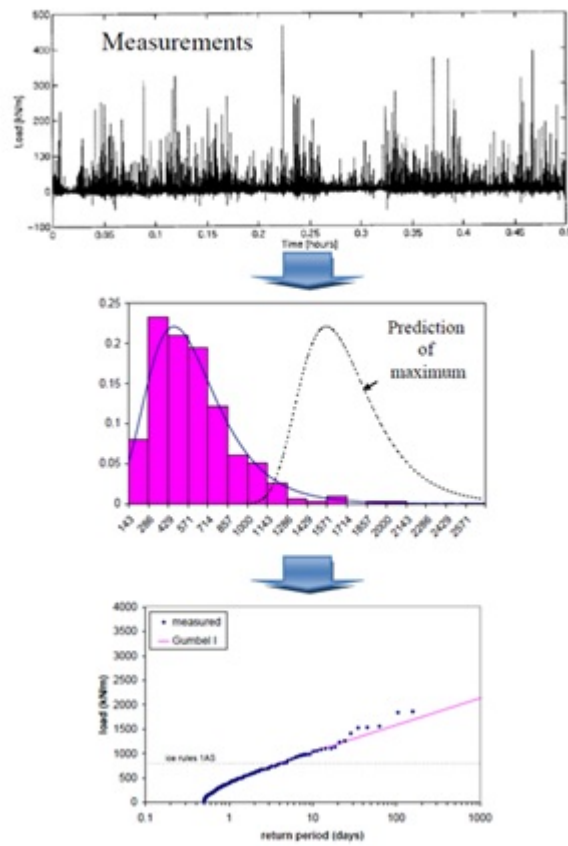 500
Measurements
400
300
200
100
0
-100
Load [kN/m]
0 0.05 0.1 0.15 0.2 0.25 0.3 0.35 0.4 0.45 0.5
Time [hours]
0.25
0.2
0.15
0.1
0.05
0
Prediction
of
maximum
143 286 429 571 714 857 1000 1143 1286 1429 1571 1714 1857 2000 2143 2286 2429 2571
4000
3500
3000
2500
2000
1500
1000
500
0
load (kN/m)
measured
Gumbel I
ice rules 1AS
0.1 1 10 100 1000
return period (days)